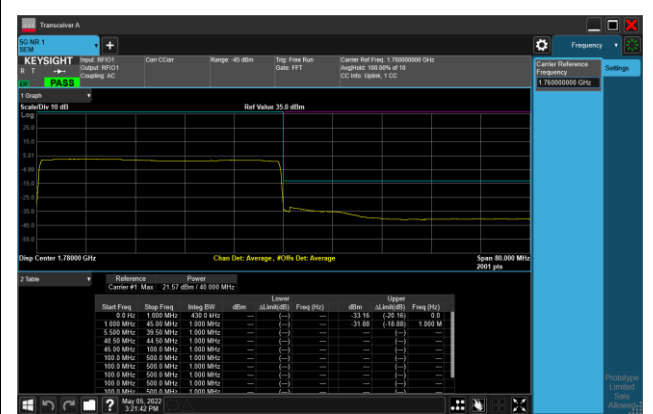 Transceiver A
5G NR 1
SEM
Frequency
KEYSIGHT
R T
PASS
Input: RFIO1
Output: RFIO1
Coupling: AC
Corr CCorr
Range: -45 dBm
Trig: Free Run
Gate: FFT
Carrier Ref Freq: 1.760000000 GHz
Avg|Hold: 100.00% of 10
CC Info: Uplink, 1 CC
Carrier Reference
Frequency
1.760000000 GHz
Settings
1 Graph
Scale/Div 10 dB
Ref Value 35.0 dBm
Log
25.0
15.0
5.01
-4.99
-15.0
-25.0
-35.0
-45.0
-55.0
Disp Center 1.78000 GHz
Chan Det: Average, #Offs Det: Average
Span 80.000 MHz
2001 pts
2 Table
Reference Power
Carrier #1 Max 21.57 dBm / 40.000 MHz
Lower Upper
Start Freq Stop Freq Integ BW dBm ΔLimit(dB) Freq (Hz) dBm ΔLimit(dB) Freq (Hz)
0.0 Hz 1.000 MHz 430.0 kHz --- (---) --- -33.16 (-20.16) 0.0
1.000 MHz 45.00 MHz 1.000 MHz --- (---) --- -31.88 (-18.88) 1.000 M
5.500 MHz 39.50 MHz 1.000 MHz --- (---) --- --- (---) ---
40.50 MHz 44.50 MHz 1.000 MHz --- (---) --- --- (---) ---
45.00 MHz 100.0 MHz 1.000 MHz --- (---) --- --- (---) ---
100.0 MHz 500.0 MHz 1.000 MHz --- (---) --- --- (---) ---
100.0 MHz 500.0 MHz 1.000 MHz --- (---) --- --- (---) ---
100.0 MHz 500.0 MHz 1.000 MHz --- (---) --- --- (---) ---
100.0 MHz 500.0 MHz 1.000 MHz --- (---) --- --- (---) ---
Prototype
Limited
Sale
Allowed
?
May 05, 2022
3:21:42 PM